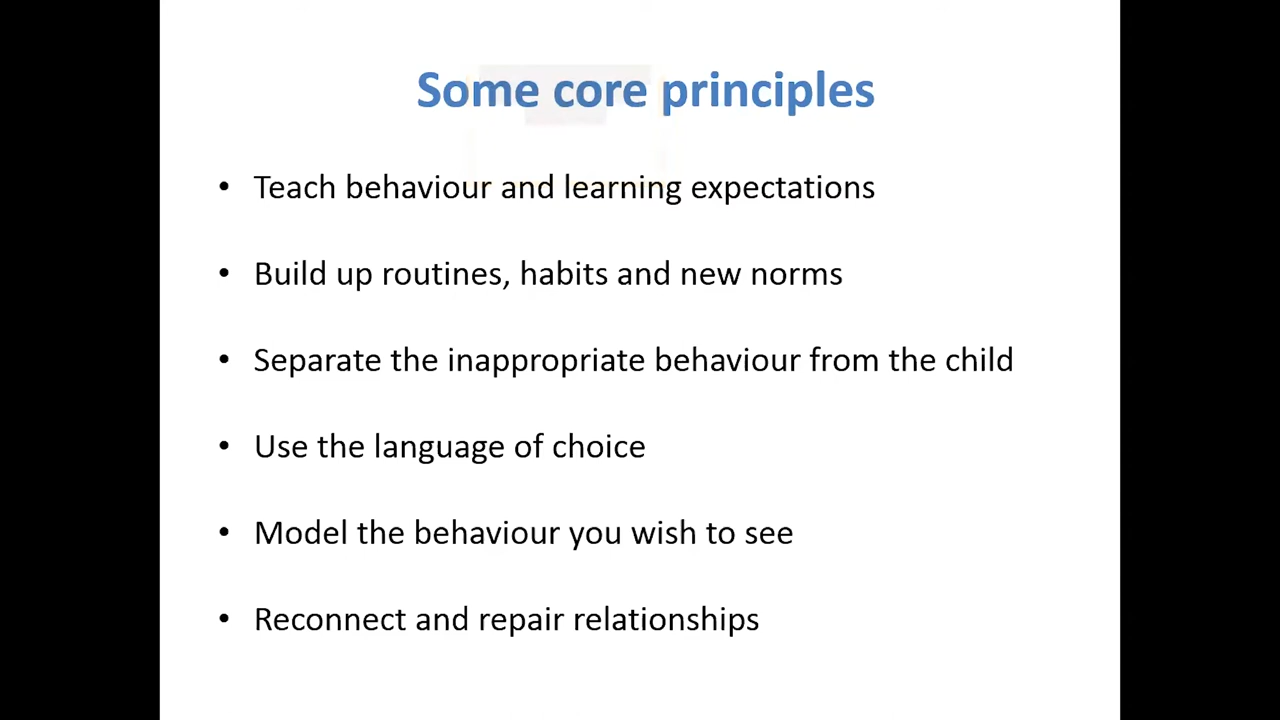 Some core principles
• Teach behaviour and learning expectations
• Build up routines, habits and new norms
• Separate the inappropriate behaviour from the child
• Use the language of choice
• Model the behaviour you wish to see
• Reconnect and repair relationships